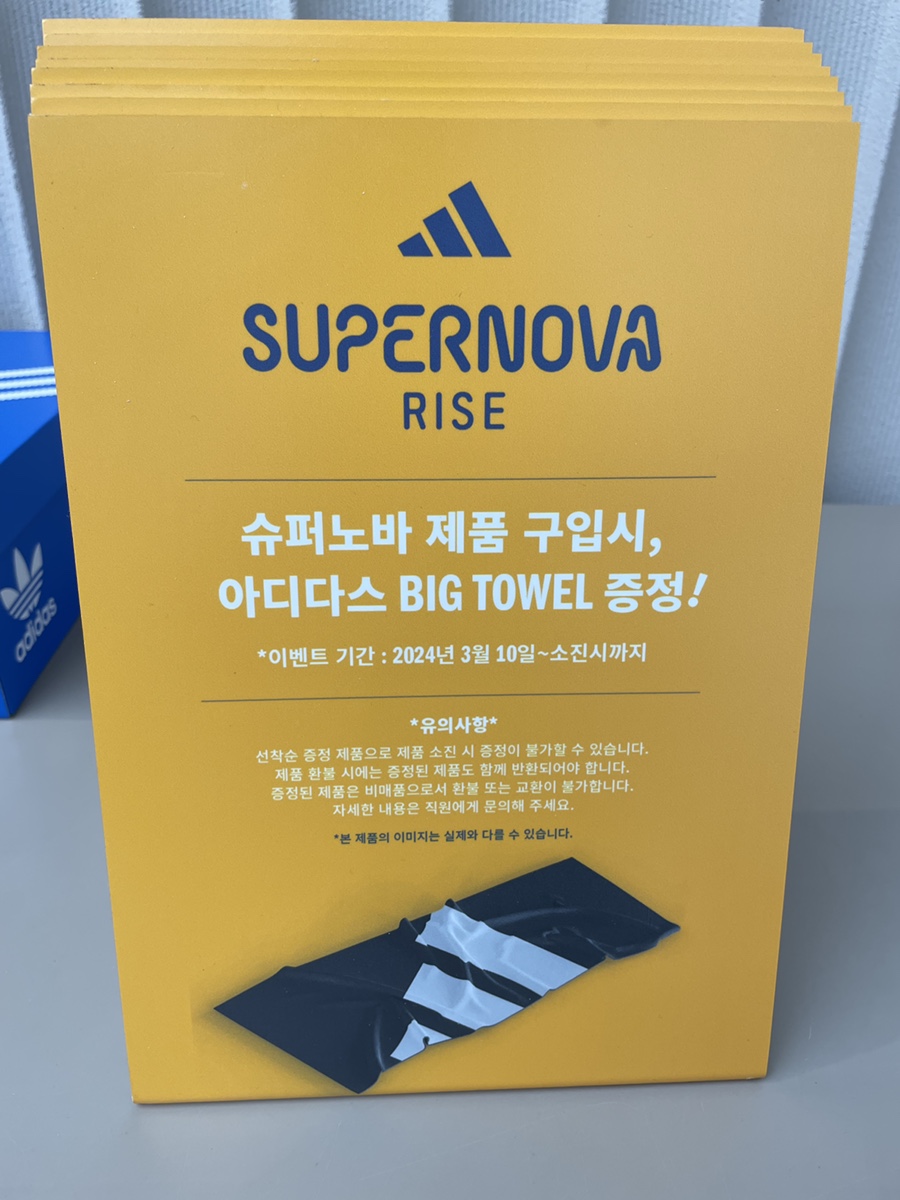 SUPERNOVA
RISE
슈퍼노바 제품 구입시,
아디다스 BIG TOWEL 증정!
*이벤트 기간 : 2024년 3월 10일~소진시까지
*유의사항*
선착순 증정 제품으로 제품 소진 시 증정이 불가할 수 있습니다.
제품 환불 시에는 증정된 제품도 함께 반환되어야 합니다.
증정된 제품은 비매품으로서 환불 또는 교환이 불가합니다.
자세한 내용은 직원에게 문의해 주세요.
*본 제품의 이미지는 실제와 다를 수 있습니다.
adidas